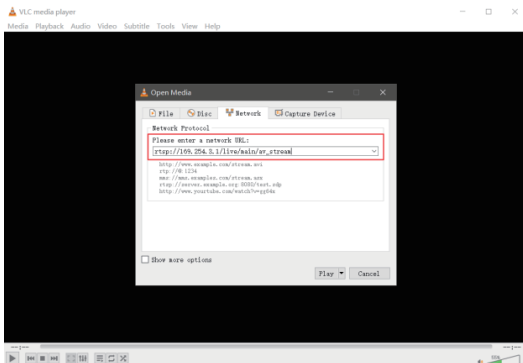 VLC media player
Media Playback Audio Video Subtitle Tools View Help
Open Media
File Disc Network Capture Device
Network Protocol
Please enter a network URL:
rtsp://169.254.2.1/live/main/av_stream
http://www.example.com/stream.avi
rtp://@:1234
mms://mms.examples.com/stream.asx
rtsp://server.example.org:8080/test.sdp
http://www.yourtube.com/watch?v=gg64x
Show more options
Play Cancel
--:-- --:--